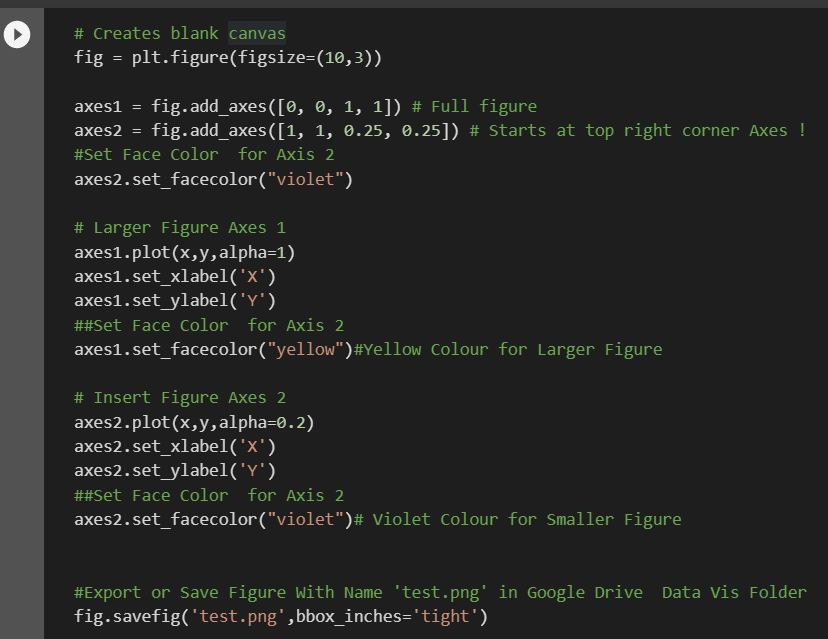 # Creates blank canvas
fig = plt.figure(figsize=(10,3))
axes1 = fig.add_axes([0, 0, 1, 1]) # Full figure
axes2 = fig.add_axes([1, 1, 0.25, 0.25]) # Starts at top right corner Axes !
#Set Face Color  for Axis 2
axes2.set_facecolor("violet")
# Larger Figure Axes 1
axes1.plot(x,y,alpha=1)
axes1.set_xlabel('X')
axes1.set_ylabel('Y')
##Set Face Color  for Axis 2
axes1.set_facecolor("yellow")#Yellow Colour for Larger Figure
# Insert Figure Axes 2
axes2.plot(x,y,alpha=0.2)
axes2.set_xlabel('X')
axes2.set_ylabel('Y')
##Set Face Color  for Axis 2
axes2.set_facecolor("violet")# Violet Colour for Smaller Figure
#Export or Save Figure With Name 'test.png' in Google Drive  Data Vis Folder
fig.savefig('test.png',bbox_inches='tight')